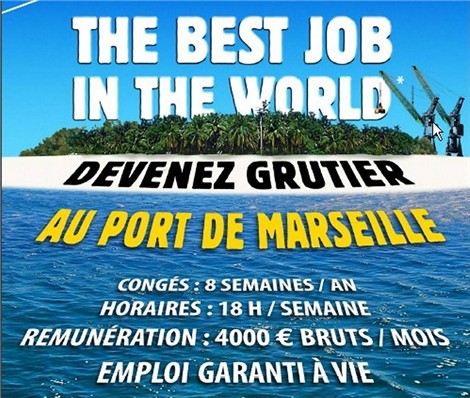 THE BEST JOB
IN THE WORLD*
DEVENEZ GRUTIER
AU PORT DE MARSEILLE
CONGÉS : 8 SEMAINES / AN
HORAIRES : 18 H / SEMAINE
REMUNÉRATION : 4000 € BRUTS / MOIS
EMPLOI GARANTI À VIE